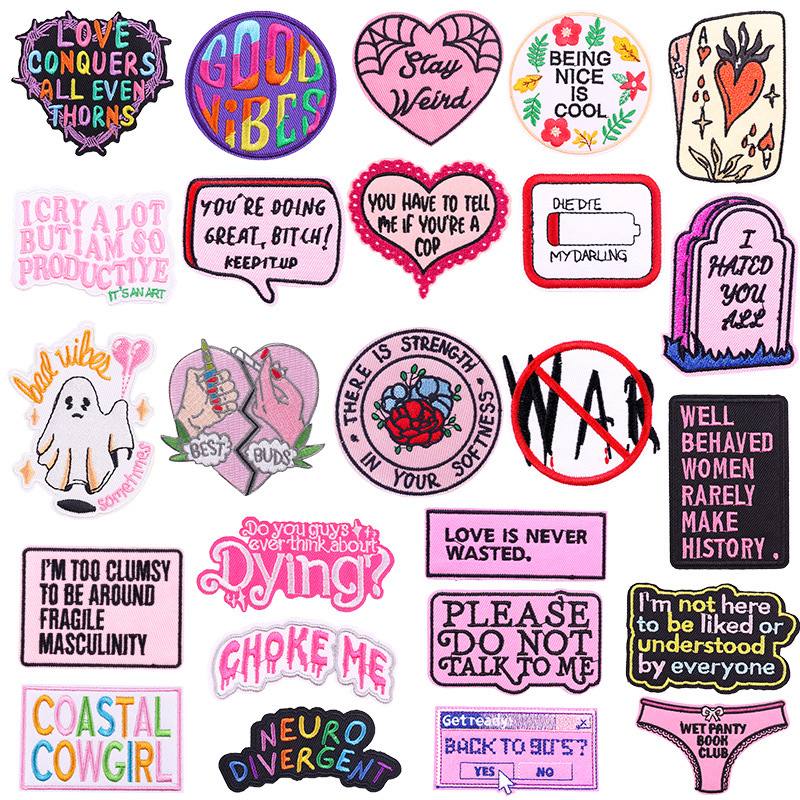 LOVE
CONQUERS
ALL EVEN
THORNS
GOOD
ViBES
Stay
Weird
BEING
NICE
IS
COOL
I CRY A LOT
BUT I AM SO
PRODUCTIYE
IT'S AN ART
YOU'RE DOING
GREAT, BITCH!
KEEP IT UP
YOU HAVE TO TELL
ME IF YOU'RE A
COP
DIE DTE
MY DARLING
I
HATED
YOU
ALL
bad vibes
sometimes
BEST
BUDS
THERE IS STRENGTH
IN YOUR SOFTNESS
WAR
WELL
BEHAVED
WOMEN
RARELY
MAKE
HISTORY.
I'M TOO CLUMSY
TO BE AROUND
FRAGILE
MASCULINITY
Do you guys
ever think about
Dying?
LOVE IS NEVER
WASTED.
CHOKE ME
PLEASE
DO NOT
TALK TO ME
I'm not here
to be liked or
understood
by everyone
COASTAL
COWGIRL
NEURO
DIVERGENT
Get ready!
BACK TO 90'S?
YES
NO
WET PANTY
BOOK
CLUB